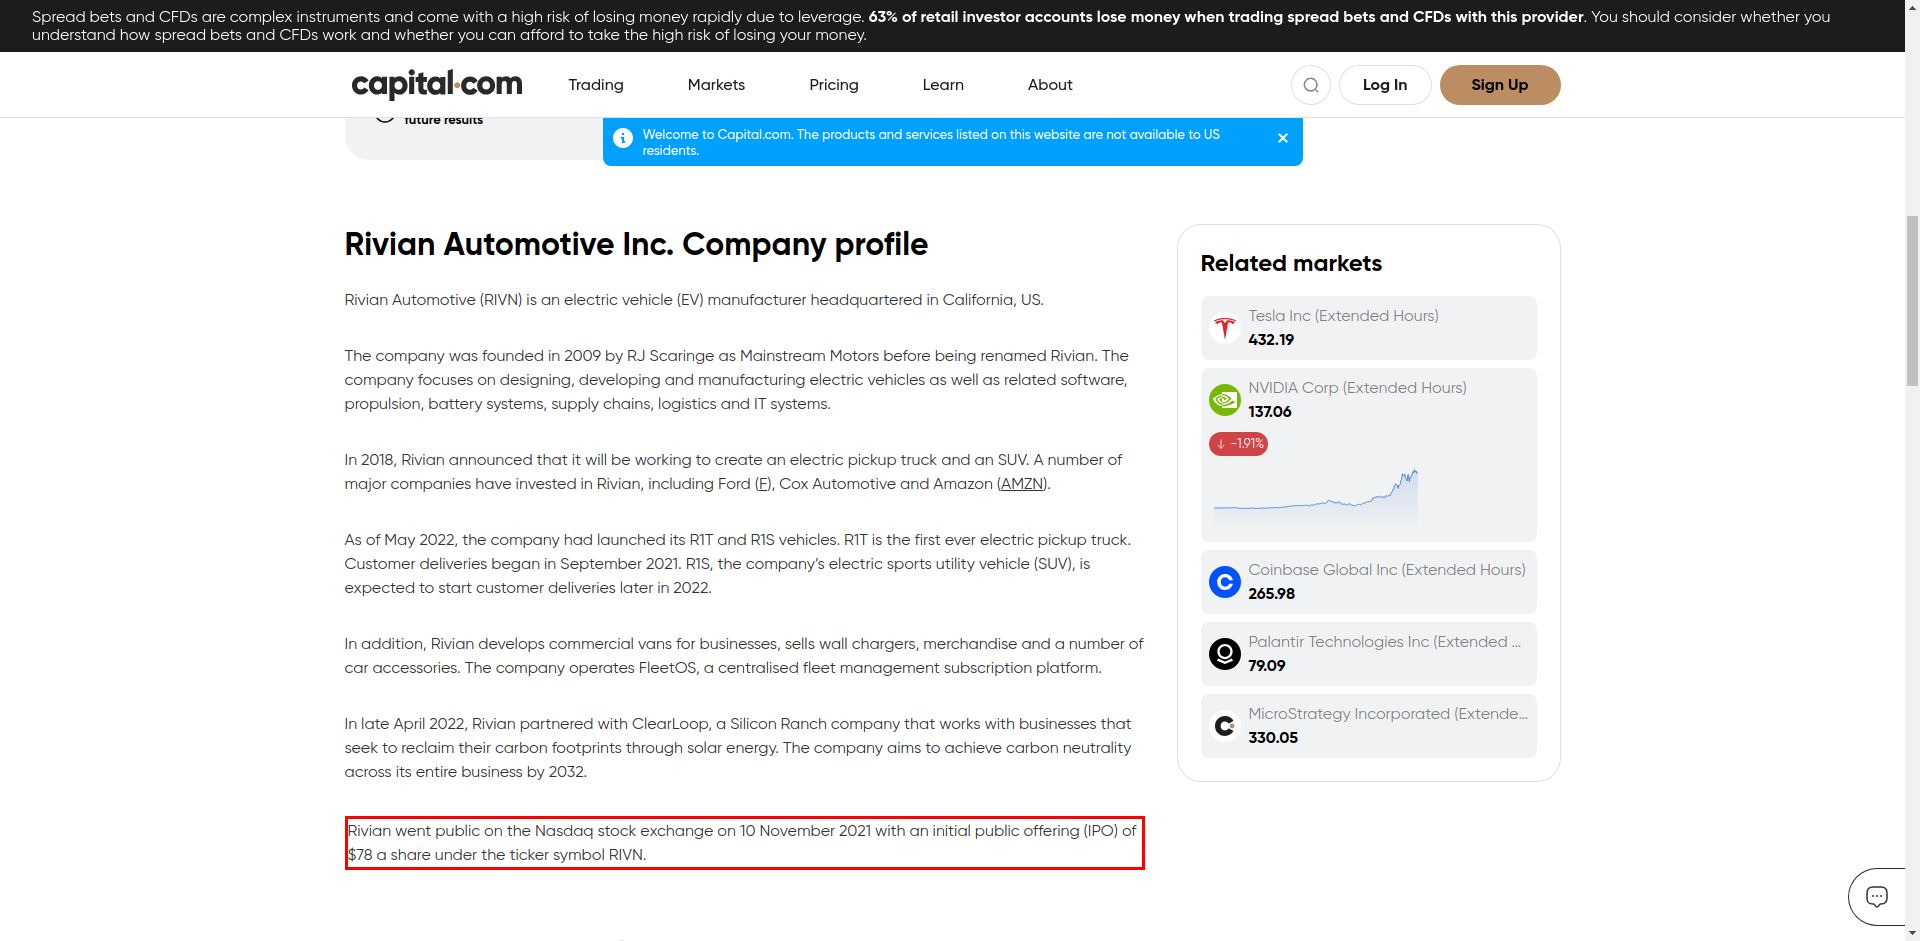 Spread bets and CFDs are complex instruments and come with a high risk of losing money rapidly due to leverage. 63% of retail investor accounts lose money when trading spread bets and CFDs with this provider. You should consider whether you
understand how spread bets and CFDs work and whether you can afford to take the high risk of losing your money.
capital.com
Trading
Markets
Pricing
Learn
About
Log In
Sign Up
future results
Welcome to Capital.com. The products and services listed on this website are not available to US
residents.
Rivian Automotive Inc. Company profile
Rivian Automotive (RIVN) is an electric vehicle (EV) manufacturer headquartered in California, US.
The company was founded in 2009 by RJ Scaringe as Mainstream Motors before being renamed Rivian. The
company focuses on designing, developing and manufacturing electric vehicles as well as related software,
propulsion, battery systems, supply chains, logistics and IT systems.
In 2018, Rivian announced that it will be working to create an electric pickup truck and an SUV. A number of
major companies have invested in Rivian, including Ford (F), Cox Automotive and Amazon (AMZN).
As of May 2022, the company had launched its R1T and R1S vehicles. R1T is the first ever electric pickup truck.
Customer deliveries began in September 2021. R1S, the company’s electric sports utility vehicle (SUV), is
expected to start customer deliveries later in 2022.
In addition, Rivian develops commercial vans for businesses, sells wall chargers, merchandise and a number of
car accessories. The company operates FleetOS, a centralised fleet management subscription platform.
In late April 2022, Rivian partnered with ClearLoop, a Silicon Ranch company that works with businesses that
seek to reclaim their carbon footprints through solar energy. The company aims to achieve carbon neutrality
across its entire business by 2032.
Rivian went public on the Nasdaq stock exchange on 10 November 2021 with an initial public offering (IPO) of
$78 a share under the ticker symbol RIVN.
Related markets
Tesla Inc (Extended Hours)
432.19
NVIDIA Corp (Extended Hours)
137.06
↓ -1.91%
Coinbase Global Inc (Extended Hours)
265.98
Palantir Technologies Inc (Extended ...
79.09
MicroStrategy Incorporated (Extende...
330.05